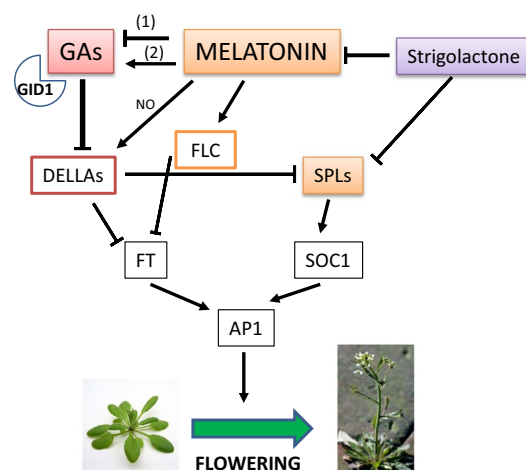 (1)
GAs
(2)
MELATONIN
Strigolactone
GID1
NO
DELLAs
FLC
SPLs
FT
SOC1
AP1
FLOWERING